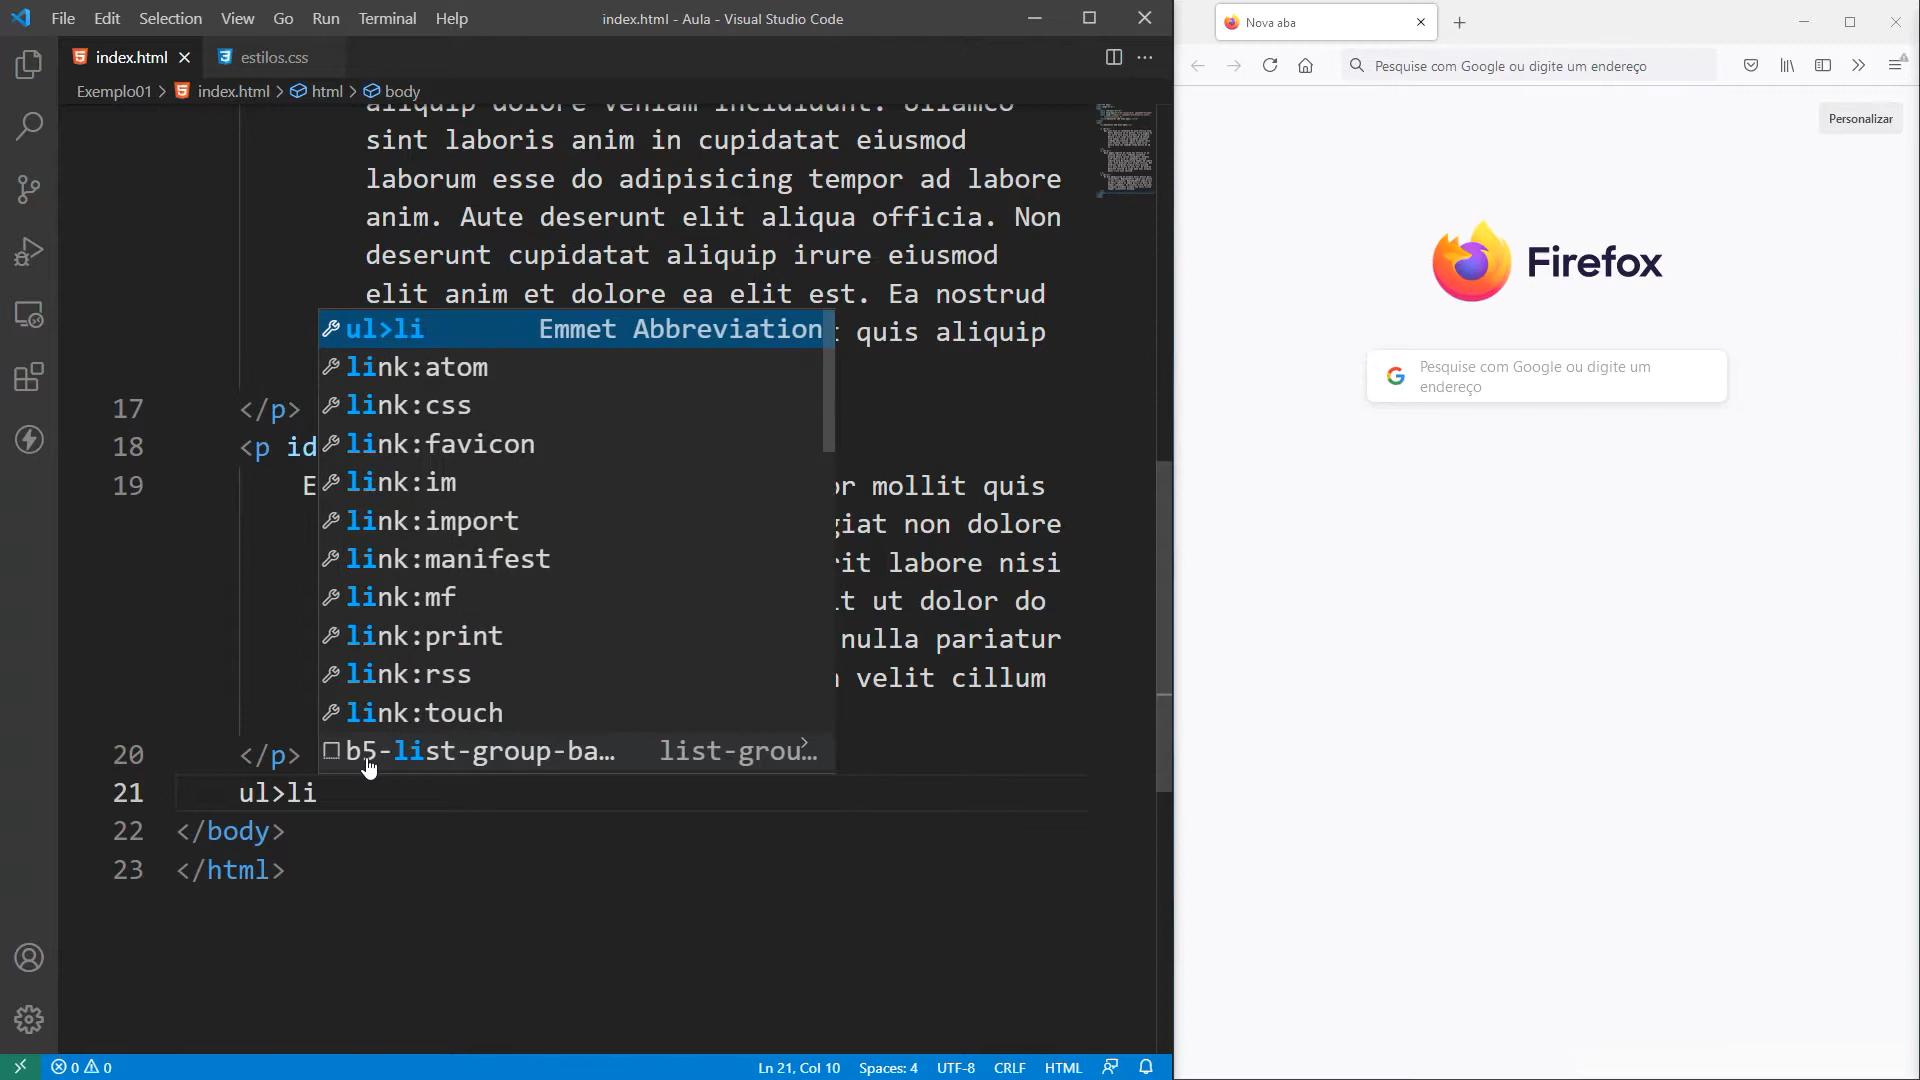 File Edit Selection View Go Run Terminal Help index.html - Aula - Visual Studio Code
index.html estilos.css
Exemplo01 > index.html > html > body
aliquip dolore veniam incididunt. Ullamco
sint laboris anim in cupidatat eiusmod
laborum esse do adipisicing tempor ad labore
anim. Aute deserunt elit aliqua officia. Non
deserunt cupidatat aliquip irure eiusmod
elit anim et dolore ea elit est. Ea nostrud
ul>li Emmet Abbreviation quis aliquip
link:atom
link:css
17 </p> link:favicon
18 <p id
link:im
19 E mollit quis
link:import non dolore
link:manifest labore nisi
link:mf ut dolor do
link:print nulla pariatur
link:rss velit cillum
link:touch
20 </p> b5-list-group-ba… list-grou…
21 ul>li
22 </body>
23 </html>
0 0 Ln 21, Col 10 Spaces: 4 UTF-8 CRLF HTML
Nova aba
Pesquise com Google ou digite um endereço
Personalizar
Firefox
Pesquise com Google ou digite um
endereço